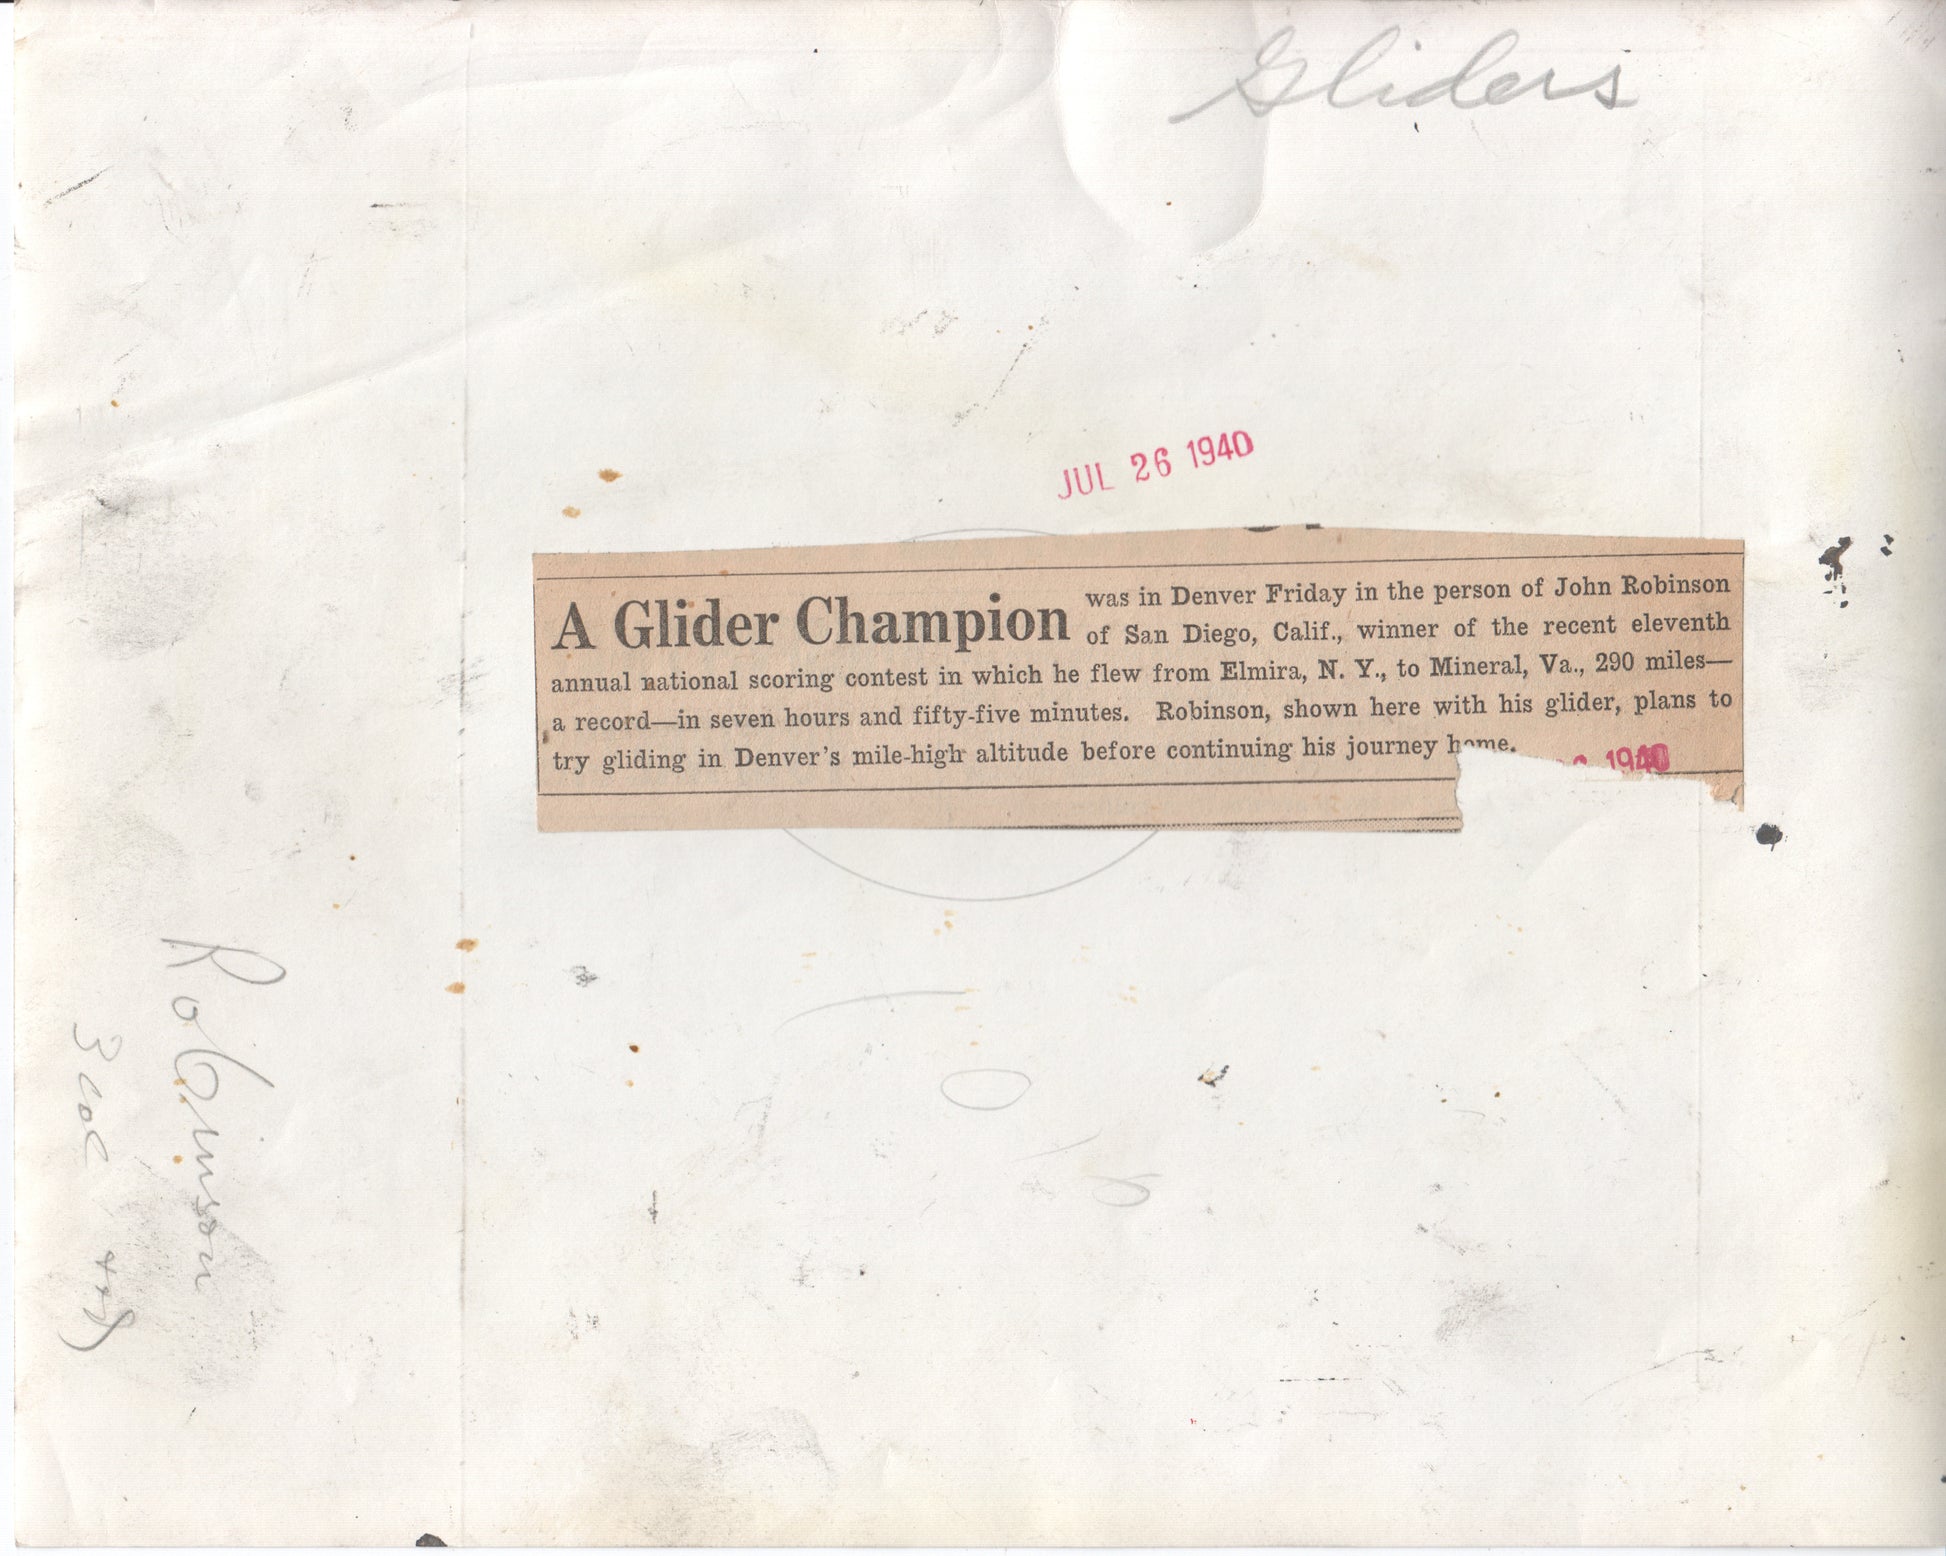 Gliders
JUL 26 1940
A Glider Champion was in Denver Friday in the person of John Robinson
of San Diego, Calif., winner of the recent eleventh
annual national scoring contest in which he flew from Elmira, N. Y., to Mineral, Va., 290 miles—
a record—in seven hours and fifty-five minutes. Robinson, shown here with his glider, plans to
try gliding in Denver's mile-high altitude before continuing his journey home.
1940
Robinson
3 col